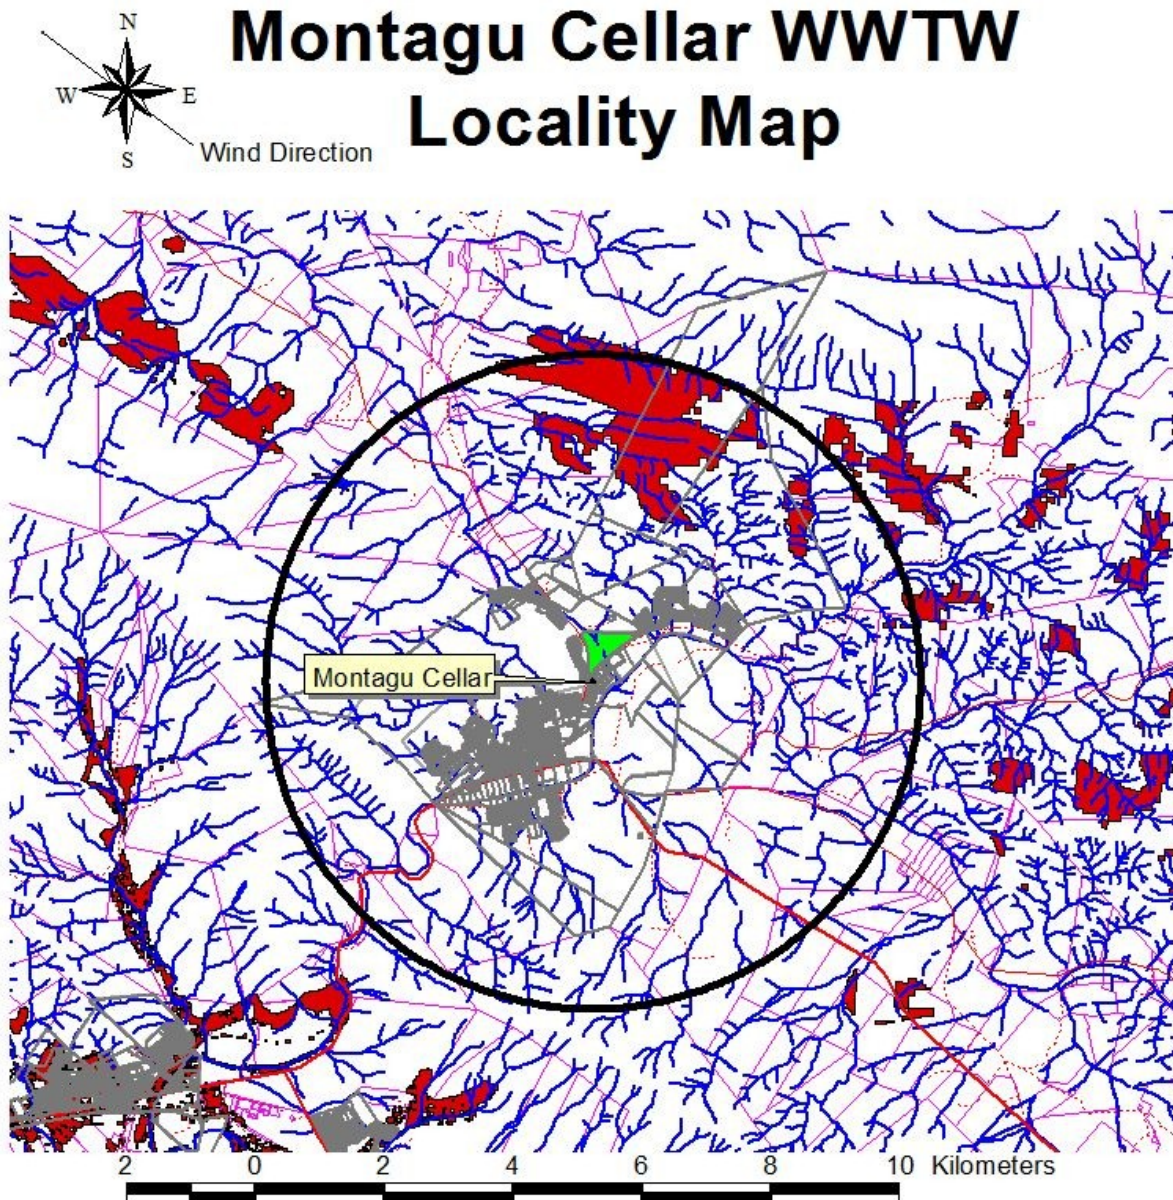 Montagu Cellar WWTW
Locality Map
N
W E
S
Wind Direction
Montagu Cellar
2 0 2 4 6 8 10 Kilometers